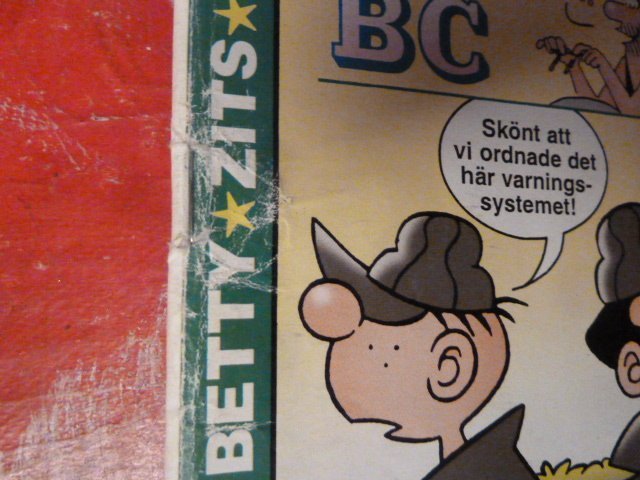 BC
Skönt att
vi ordnade det
här varnings-
systemet!
BETTY★ZITS★